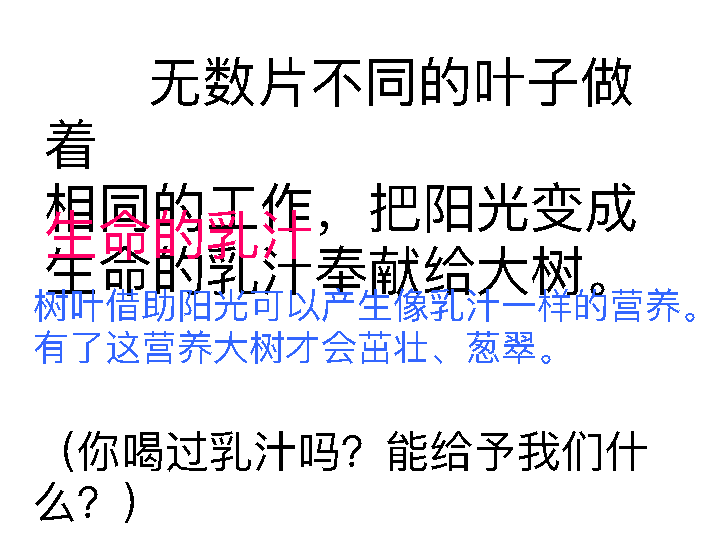 无数片不同的叶子做
着
相同的工作，把阳光变成
生命的乳汁
生命的乳汁奉献给大树。
树叶借助阳光可以产生像乳汁一样的营养。
有了这营养大树才会茁壮、葱翠。
（你喝过乳汁吗？能给予我们什
么？）